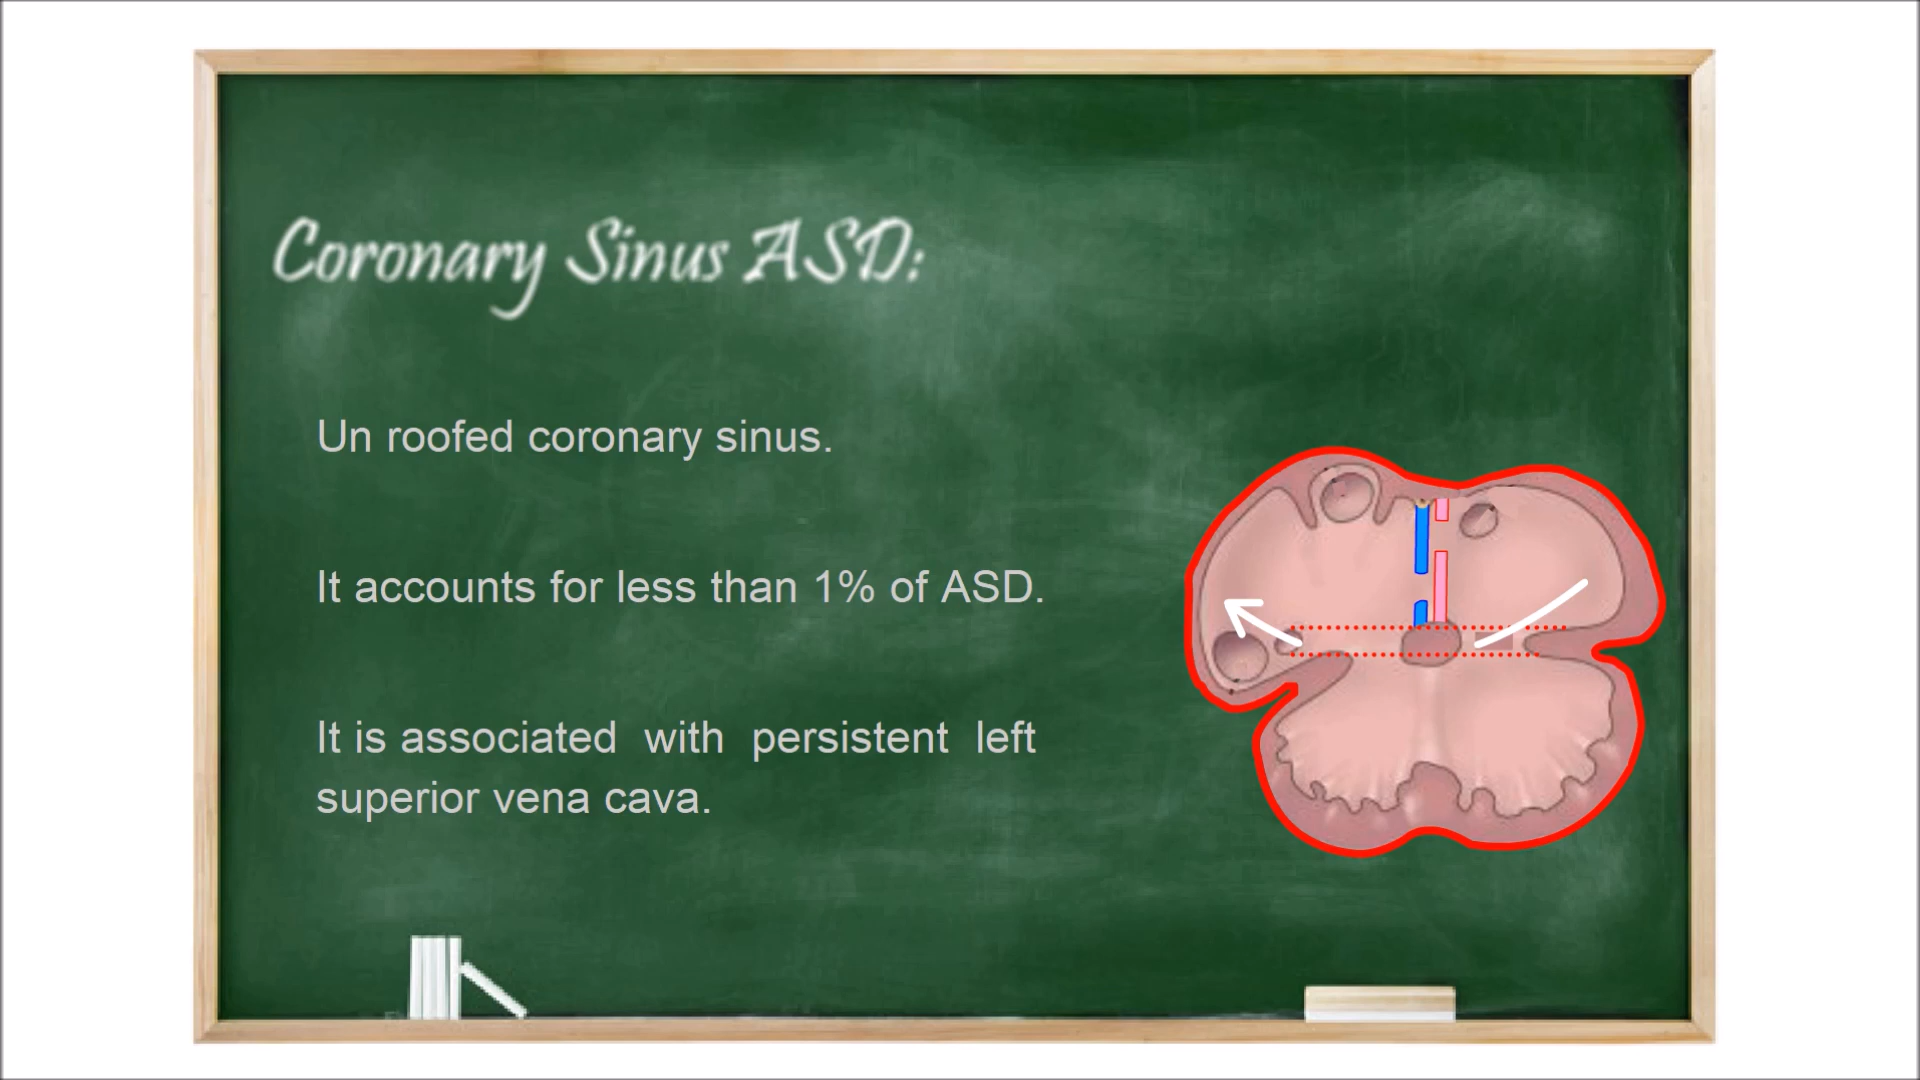 Coronary Sinus ASD:
Un roofed coronary sinus.
It accounts for less than 1% of ASD.
It is associated with persistent left
superior vena cava.